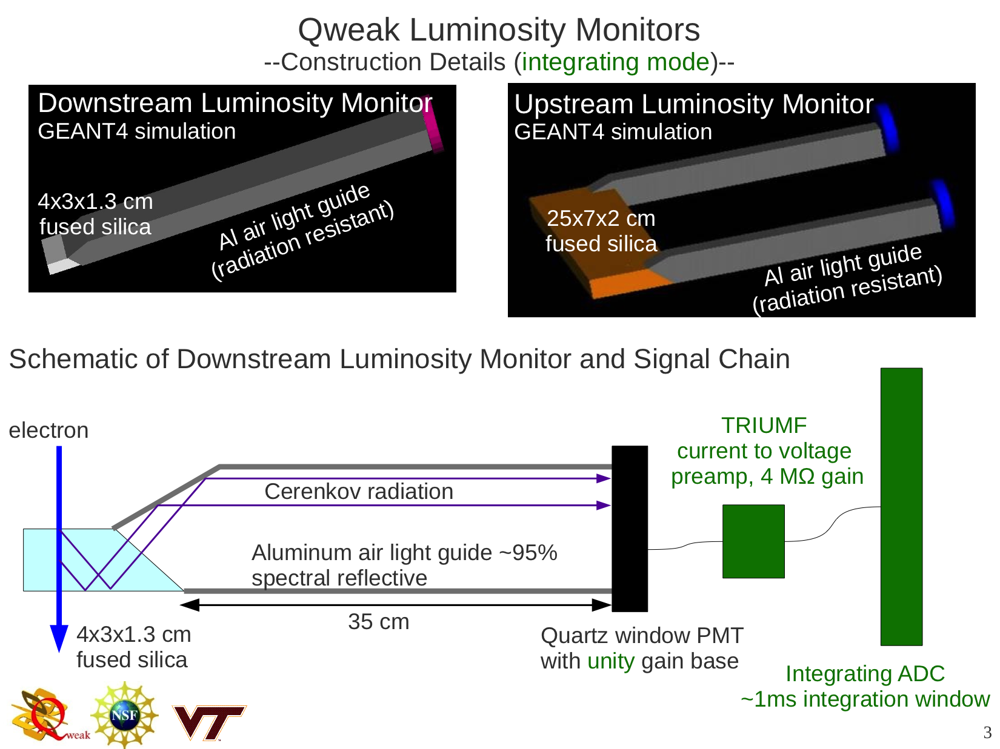 Qweak Luminosity Monitors
--Construction Details (integrating mode)--
Downstream Luminosity Monitor
GEANT4 simulation
4x3x1.3 cm
fused silica
Al air light guide
(radiation resistant)
Upstream Luminosity Monitor
GEANT4 simulation
25x7x2 cm
fused silica
Al air light guide
(radiation resistant)
Schematic of Downstream Luminosity Monitor and Signal Chain
electron
Cerenkov radiation
Aluminum air light guide ~95%
spectral reflective
35 cm
4x3x1.3 cm
fused silica
Quartz window PMT
with unity gain base
TRIUMF
current to voltage
preamp, 4 MΩ gain
Integrating ADC
~1ms integration window
Qweak
NSF
VT
3